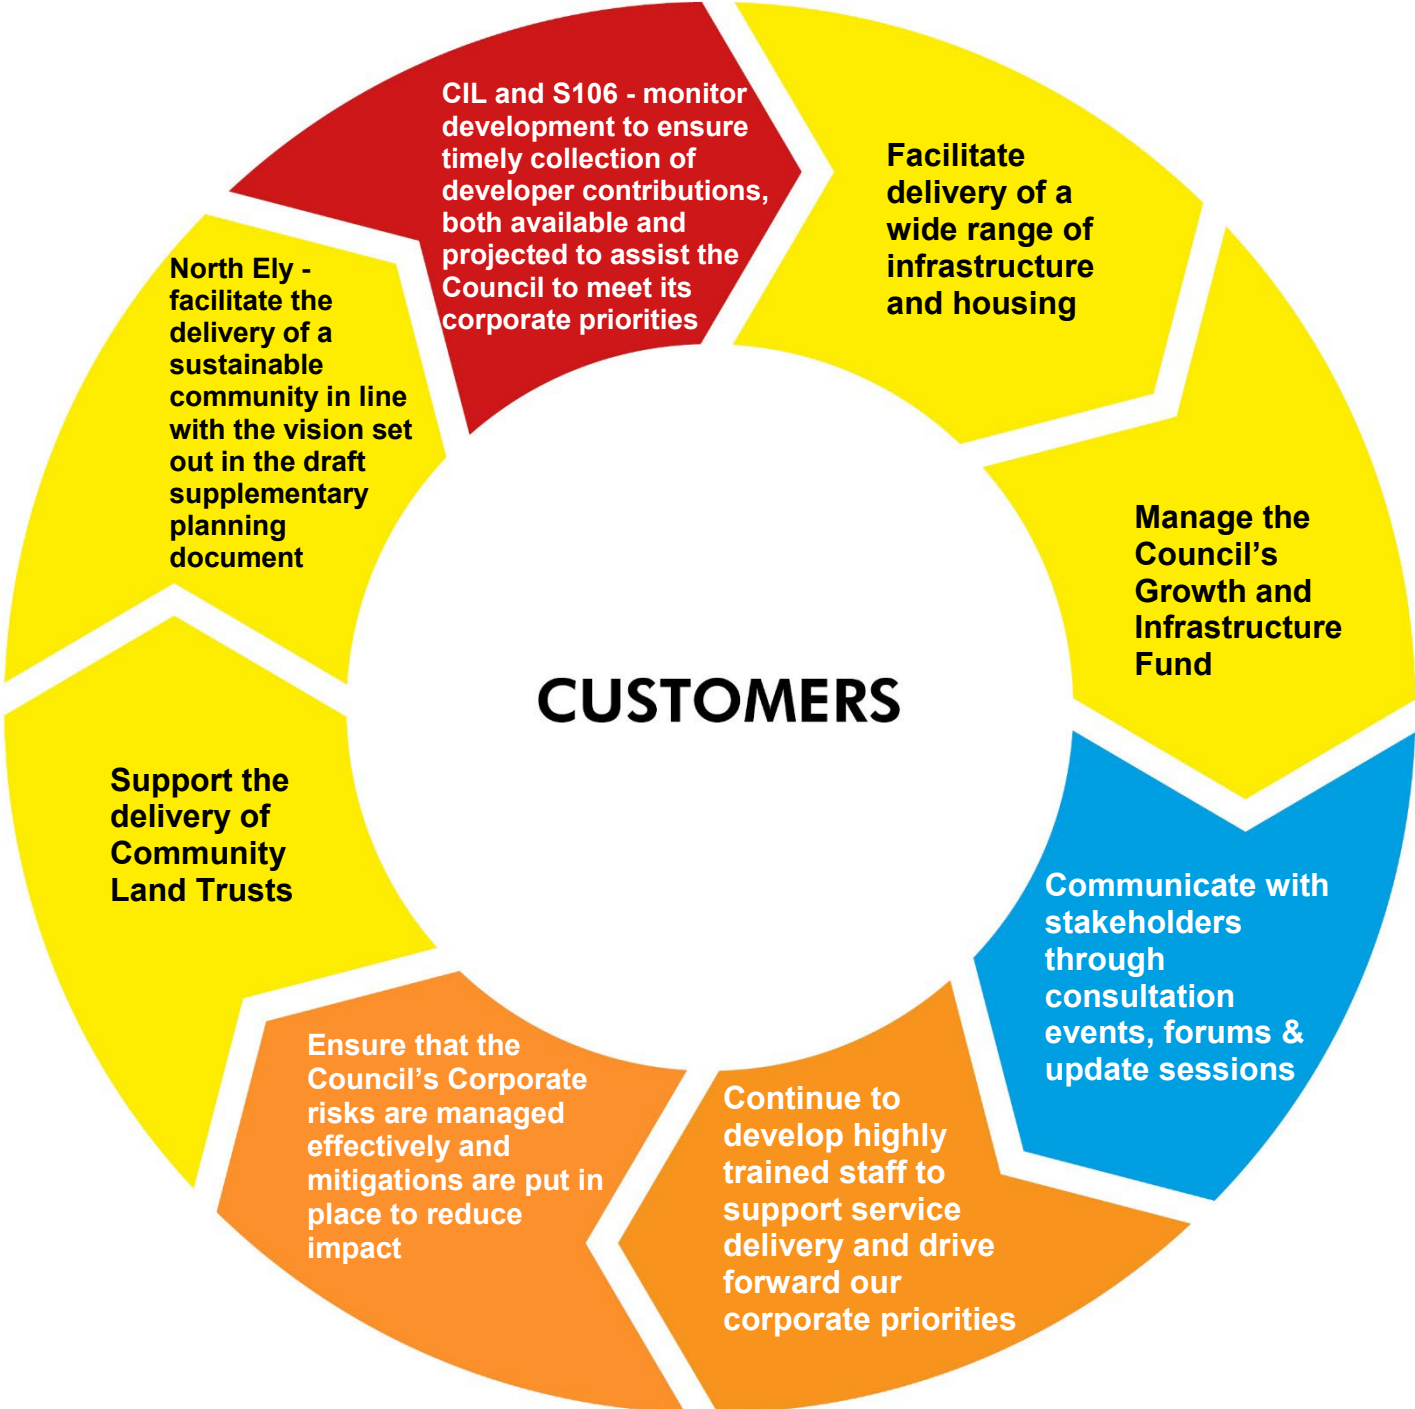 CIL and S106 - monitor
development to ensure
timely collection of
developer contributions,
both available and
projected to assist the
Council to meet its
corporate priorities
Facilitate
delivery of a
wide range of
infrastructure
and housing
Manage the
Council’s
Growth and
Infrastructure
Fund
Communicate with
stakeholders
through
consultation
events, forums &
update sessions
Continue to
develop highly
trained staff to
support service
delivery and drive
forward our
corporate priorities
Ensure that the
Council’s Corporate
risks are managed
effectively and
mitigations are put in
place to reduce
impact
Support the
delivery of
Community
Land Trusts
North Ely -
facilitate the
delivery of a
sustainable
community in line
with the vision set
out in the draft
supplementary
planning
document
CUSTOMERS